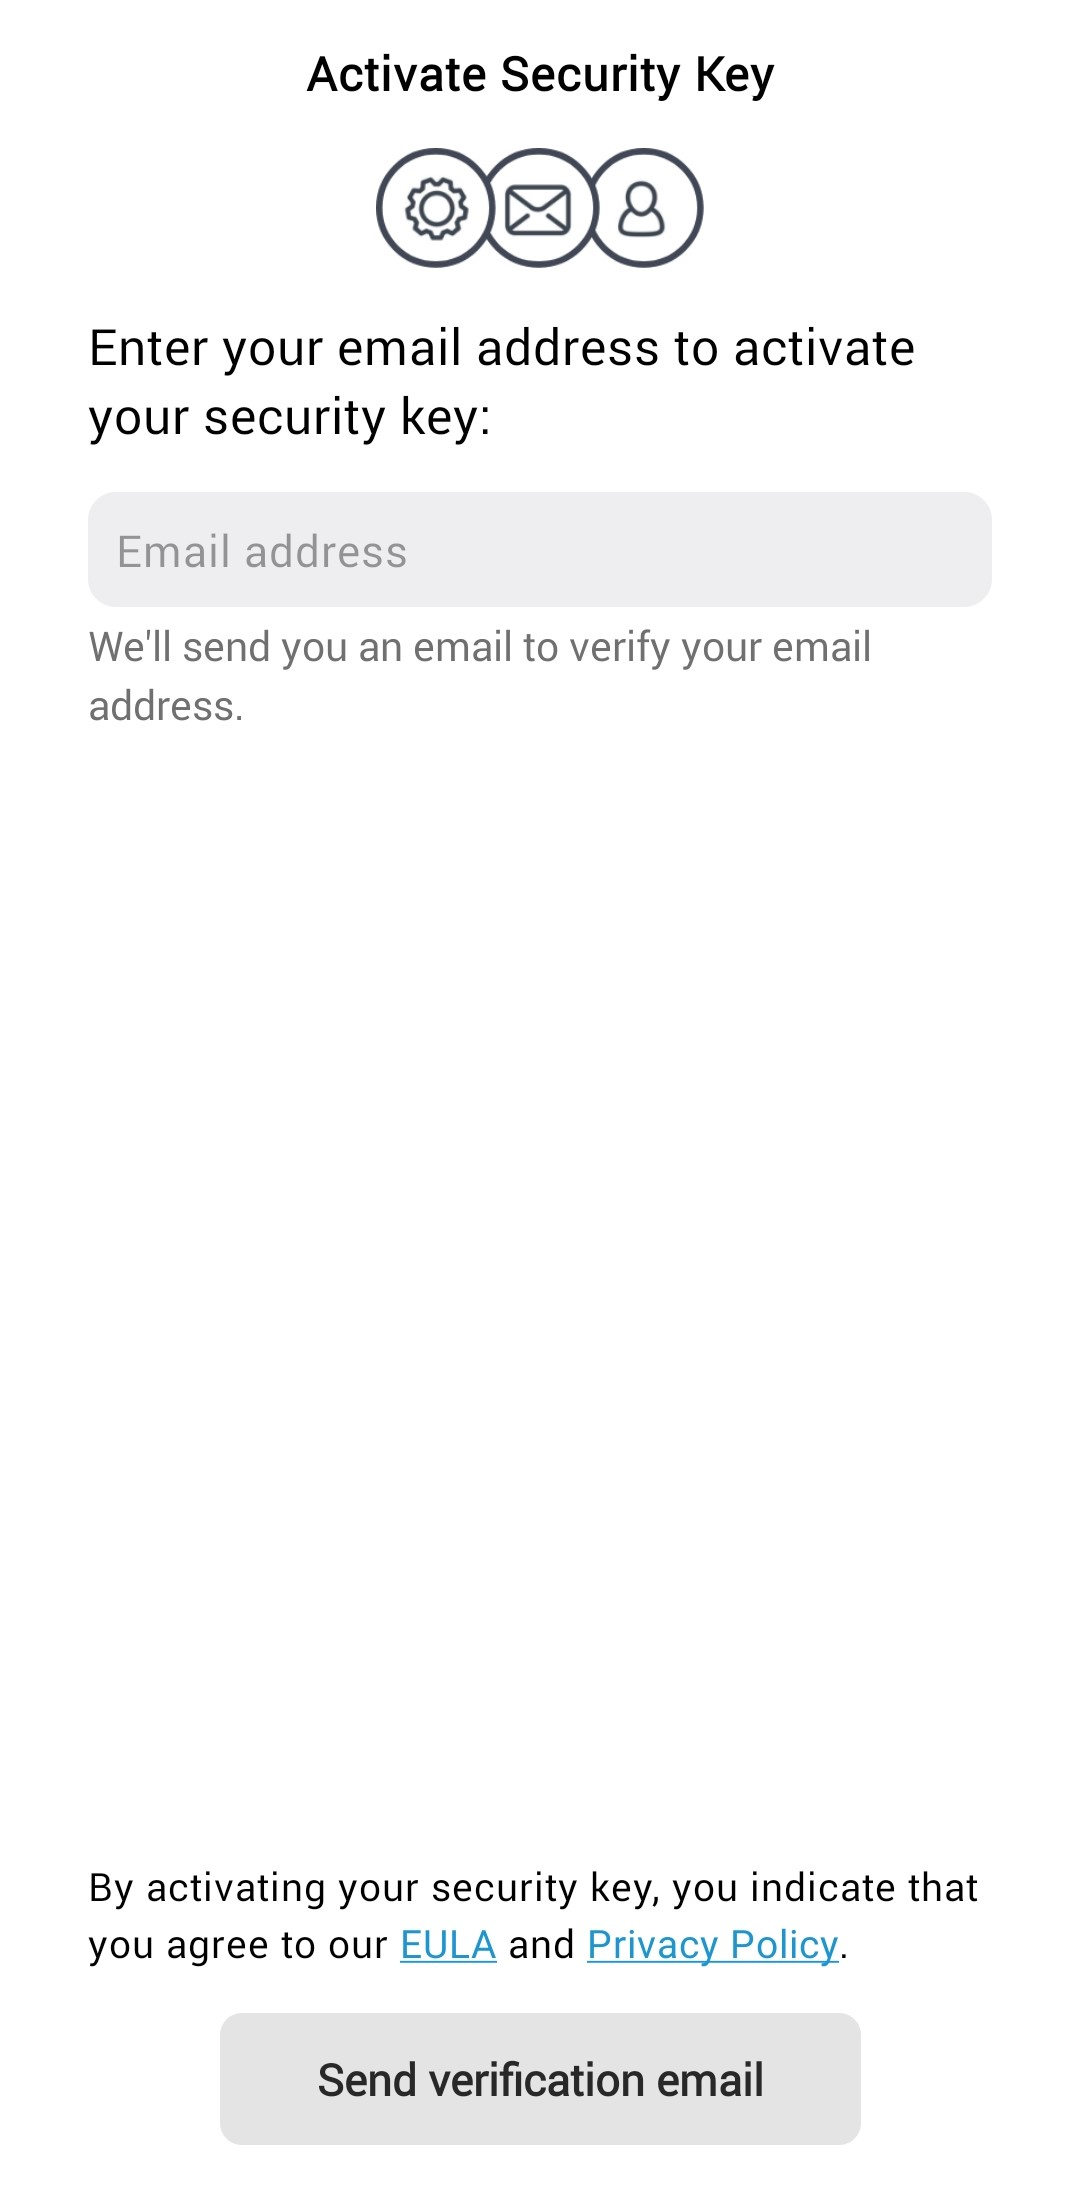 Activate Security Key
Enter your email address to activate
your security key:
Email address
We'll send you an email to verify your email
address.
By activating your security key, you indicate that
you agree to our EULA and Privacy Policy.
Send verification email